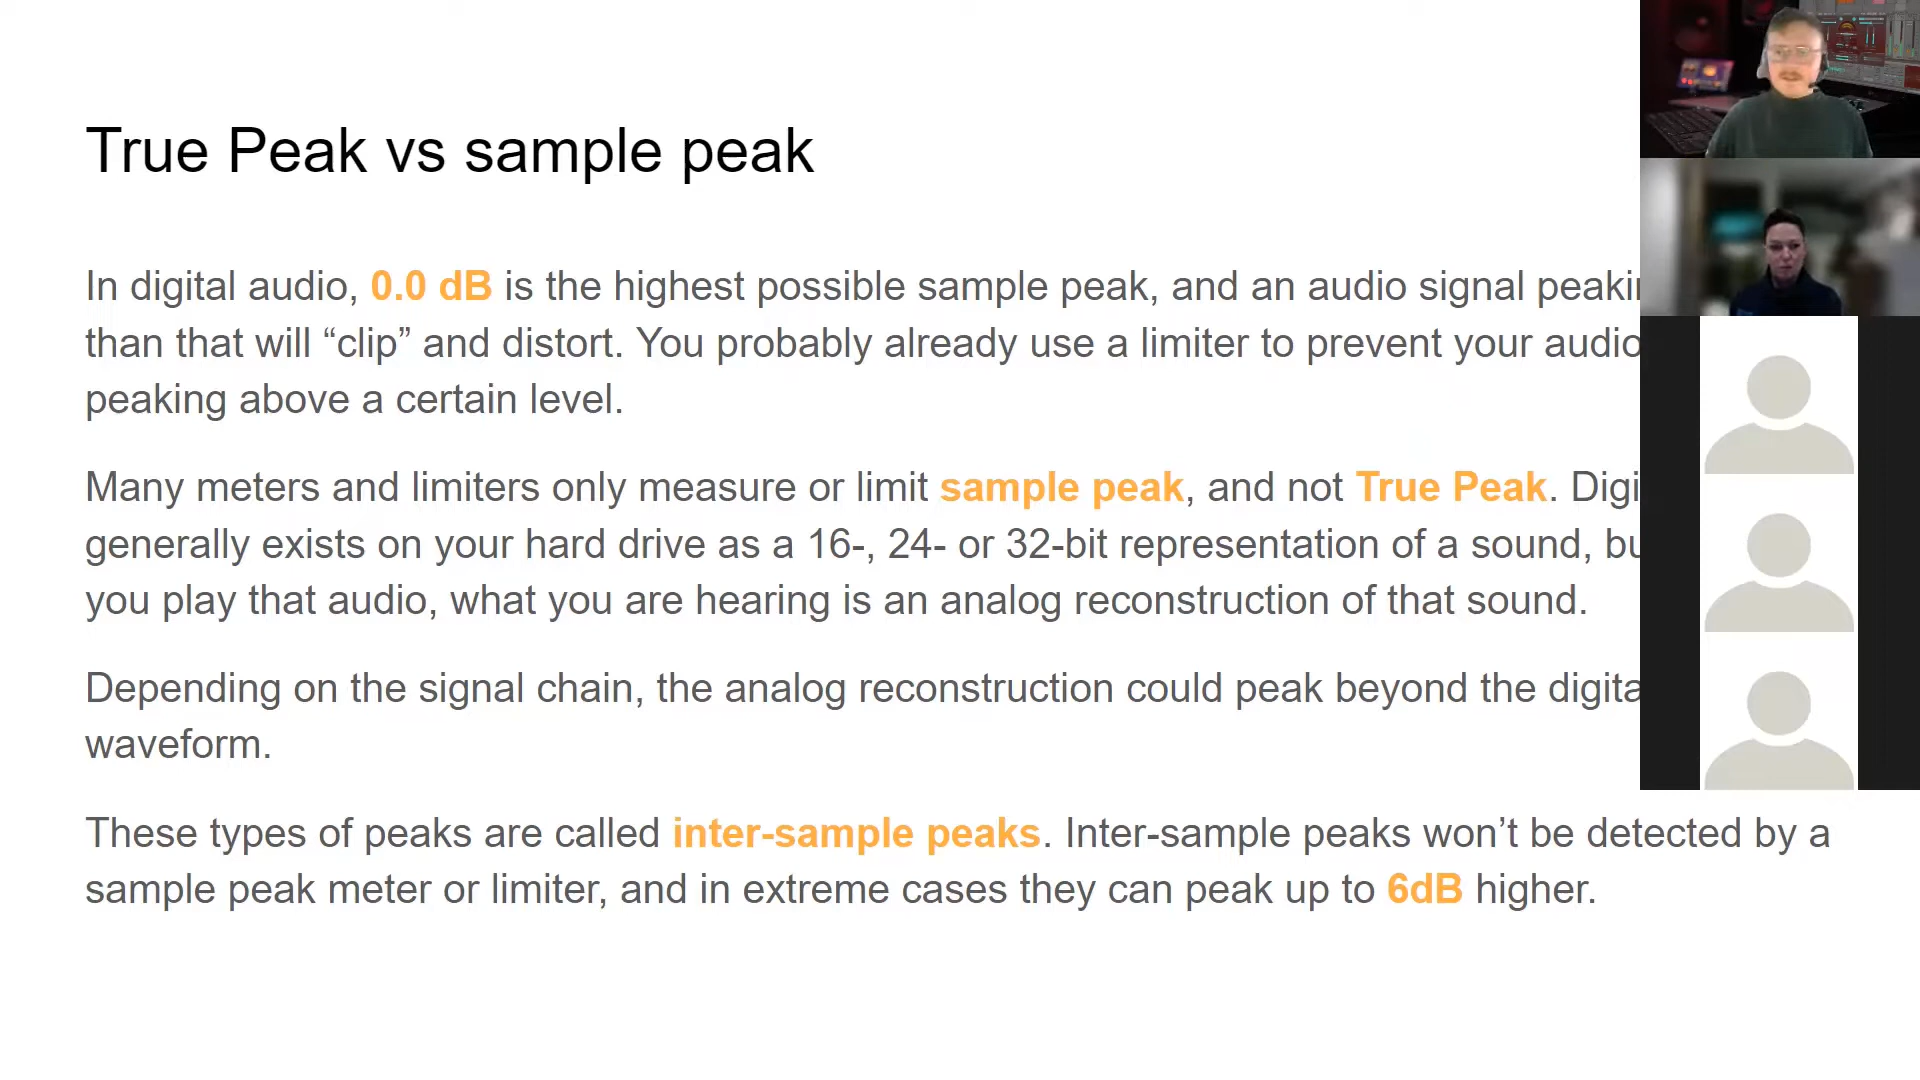 True Peak vs sample peak
In digital audio, 0.0 dB is the highest possible sample peak, and an audio signal
than that will “clip” and distort. You probably already use a limiter to prevent your audio
peaking above a certain level.
Many meters and limiters only measure or limit sample peak, and not True Peak.
generally exists on your hard drive as a 16-, 24- or 32-bit representation of a sound,
you play that audio, what you are hearing is an analog reconstruction of that sound.
Depending on the signal chain, the analog reconstruction could peak beyond the
waveform.
These types of peaks are called inter-sample peaks. Inter-sample peaks won’t be detected by a
sample peak meter or limiter, and in extreme cases they can peak up to 6dB higher.